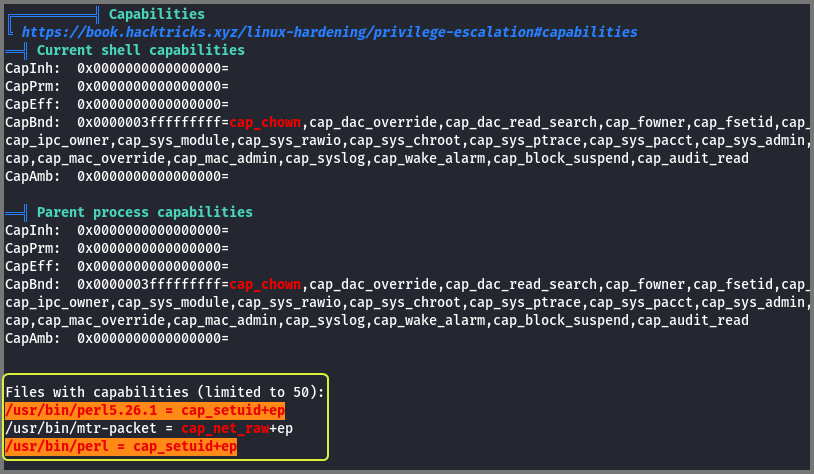 Capabilities
https://book.hacktricks.xyz/linux-hardening/privilege-escalation#capabilities
Current shell capabilities
CapInh:  0x0000000000000000=
CapPrm:  0x0000000000000000=
CapEff:  0x0000000000000000=
CapBnd:  0x0000003fffffffff=cap_chown,cap_dac_override,cap_dac_read_search,cap_fowner,cap_fsetid,cap_
cap_ipc_owner,cap_sys_module,cap_sys_rawio,cap_sys_chroot,cap_sys_ptrace,cap_sys_pacct,cap_sys_admin,
cap,cap_mac_override,cap_mac_admin,cap_syslog,cap_wake_alarm,cap_block_suspend,cap_audit_read
CapAmb:  0x0000000000000000=
Parent process capabilities
CapInh:  0x0000000000000000=
CapPrm:  0x0000000000000000=
CapEff:  0x0000000000000000=
CapBnd:  0x0000003fffffffff=cap_chown,cap_dac_override,cap_dac_read_search,cap_fowner,cap_fsetid,cap_
cap_ipc_owner,cap_sys_module,cap_sys_rawio,cap_sys_chroot,cap_sys_ptrace,cap_sys_pacct,cap_sys_admin,
cap,cap_mac_override,cap_mac_admin,cap_syslog,cap_wake_alarm,cap_block_suspend,cap_audit_read
CapAmb:  0x0000000000000000=
Files with capabilities (limited to 50):
/usr/bin/perl5.26.1 = cap_setuid+ep
/usr/bin/mtr-packet = cap_net_raw+ep
/usr/bin/perl = cap_setuid+ep